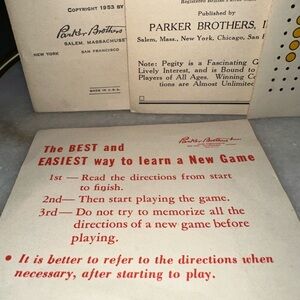 COPYRIGHT 1953 BY
Parker Brothers
SALEM, MASSACHUSET
NEW YORK SAN FRANCISCO
MADE IN U.S.A.
Published by
PARKER BROTHERS, I
Salem, Mass., New York, Chicago, San
Note: Pegity is a Fascinating G
Lively Interest, and is Bound to
Players of All Ages. Winning Co
tions are Almost Unlimited
Parker Brothers
The BEST and
EASIEST way to learn a New Game
1st — Read the directions from start
to finish.
2nd — Then start playing the game.
3rd — Do not try to memorize all the
directions of a new game before
playing.
• It is better to refer to the directions when
necessary, after starting to play.